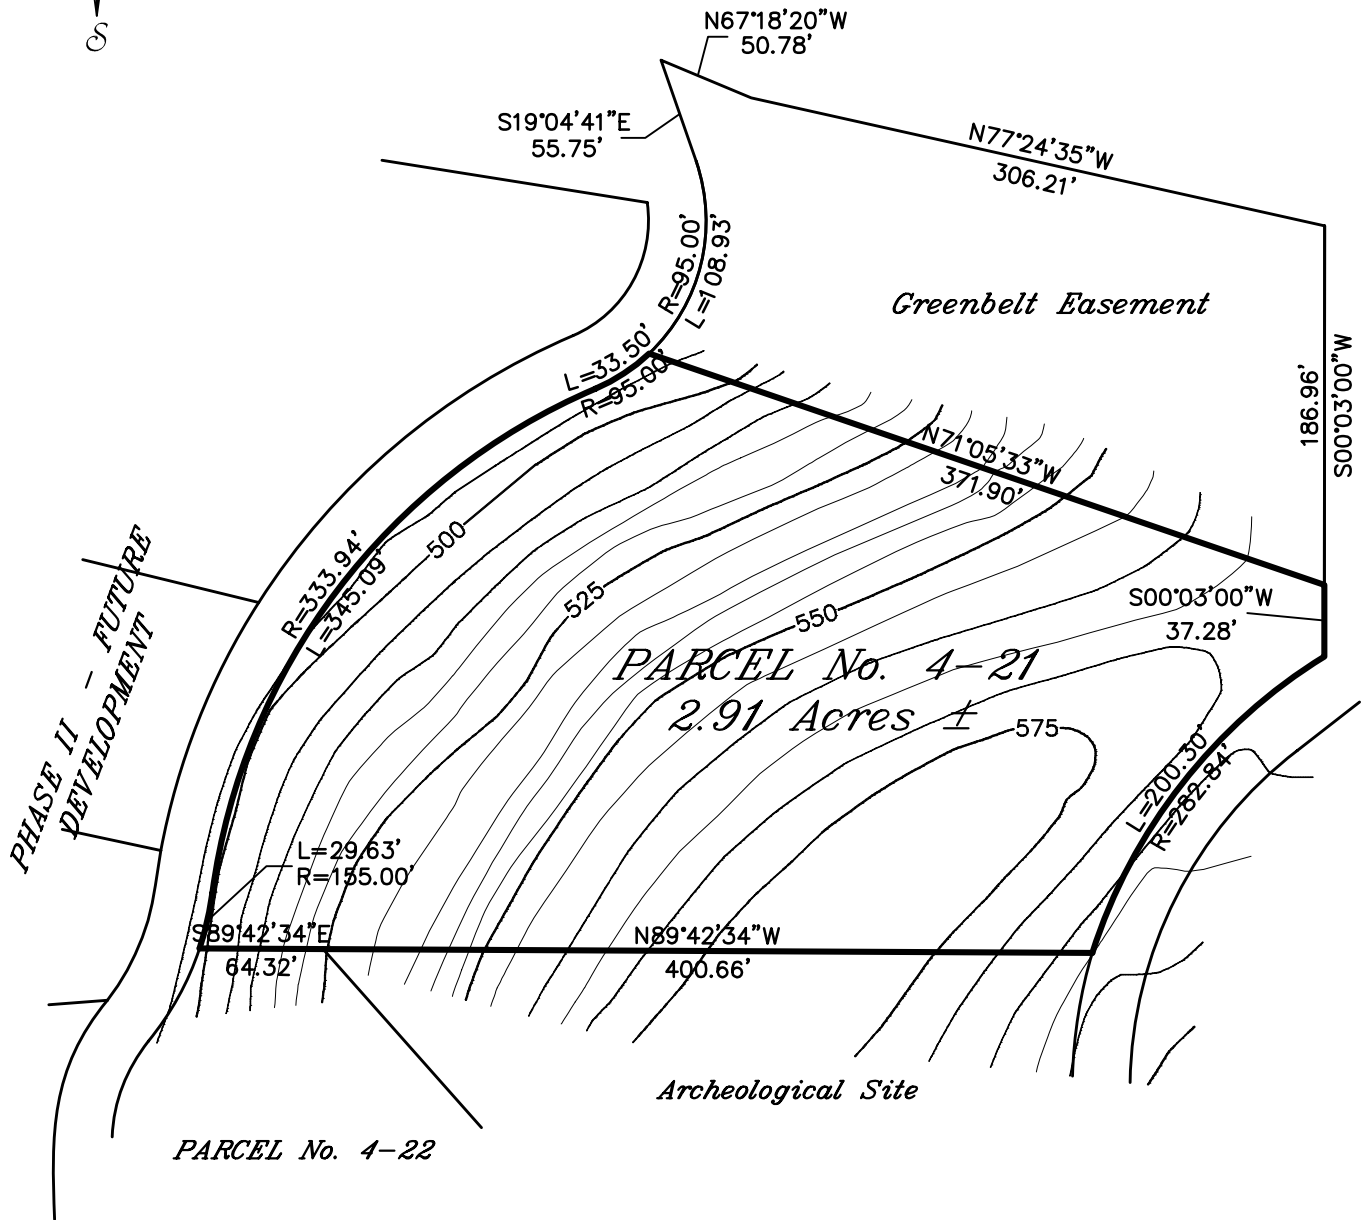 S
N67°18'20"W
50.78'
S19°04'41"E
55.75'
N77°24'35"W
306.21'
R=95.00'
L=108.93'
Greenbelt Easement
186.96'
S00°03'00"W
L=33.50'
R=95.00'
N71°05'33"W
371.90'
500
525
550
575
R=333.94'
L=345.09'
S00°03'00"W
37.28'
PHASE II - FUTURE
DEVELOPMENT
PARCEL No. 4-21
2.91 Acres ±
L=200.30'
R=282.84'
L=29.63'
R=155.00'
S89°42'34"E
64.32'
N89°42'34"W
400.66'
Archeological Site
PARCEL No. 4-22